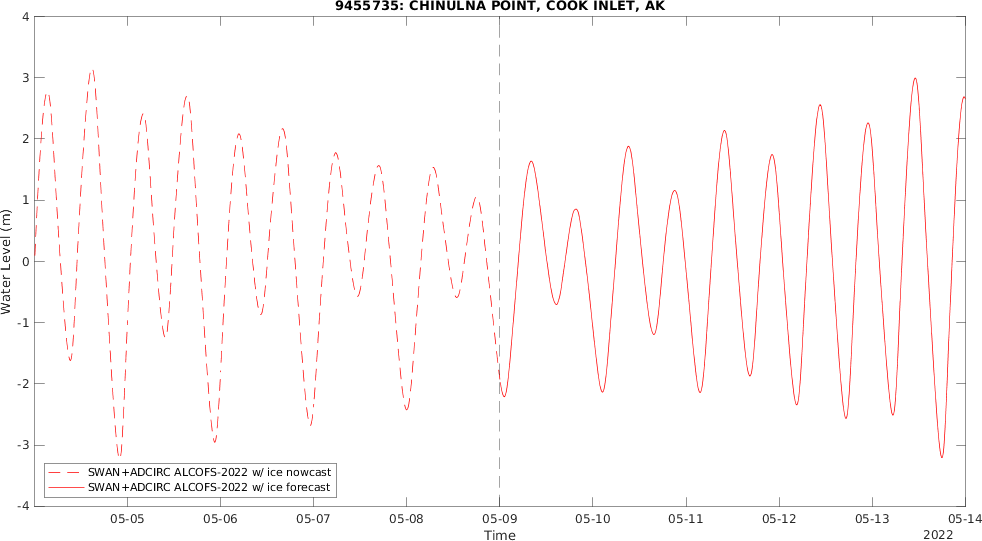 9455735: CHINULNA POINT, COOK INLET, AK
4
3
2
1
0
-1
-2
-3
-4
Water Level (m)
SWAN+ADCIRC ALCOFS-2022 w/ ice nowcast
SWAN+ADCIRC ALCOFS-2022 w/ ice forecast
05-05 05-06 05-07 05-08 05-09 05-10 05-11 05-12 05-13 05-14
Time
2022